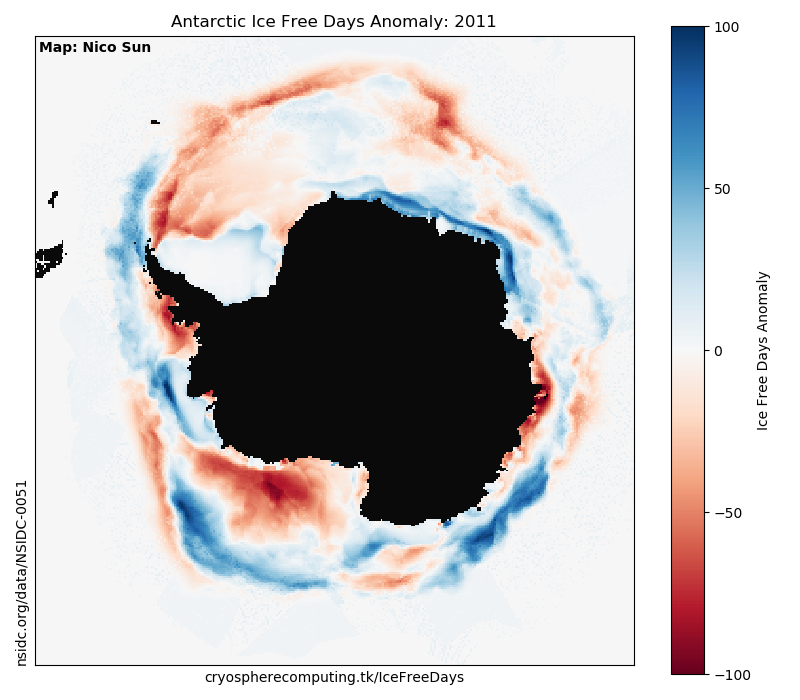 Antarctic Ice Free Days Anomaly: 2011
Map: Nico Sun
100
50
0
−50
−100
Ice Free Days Anomaly
nsidc.org/data/NSIDC-0051
cryospherecomputing.tk/IceFreeDays